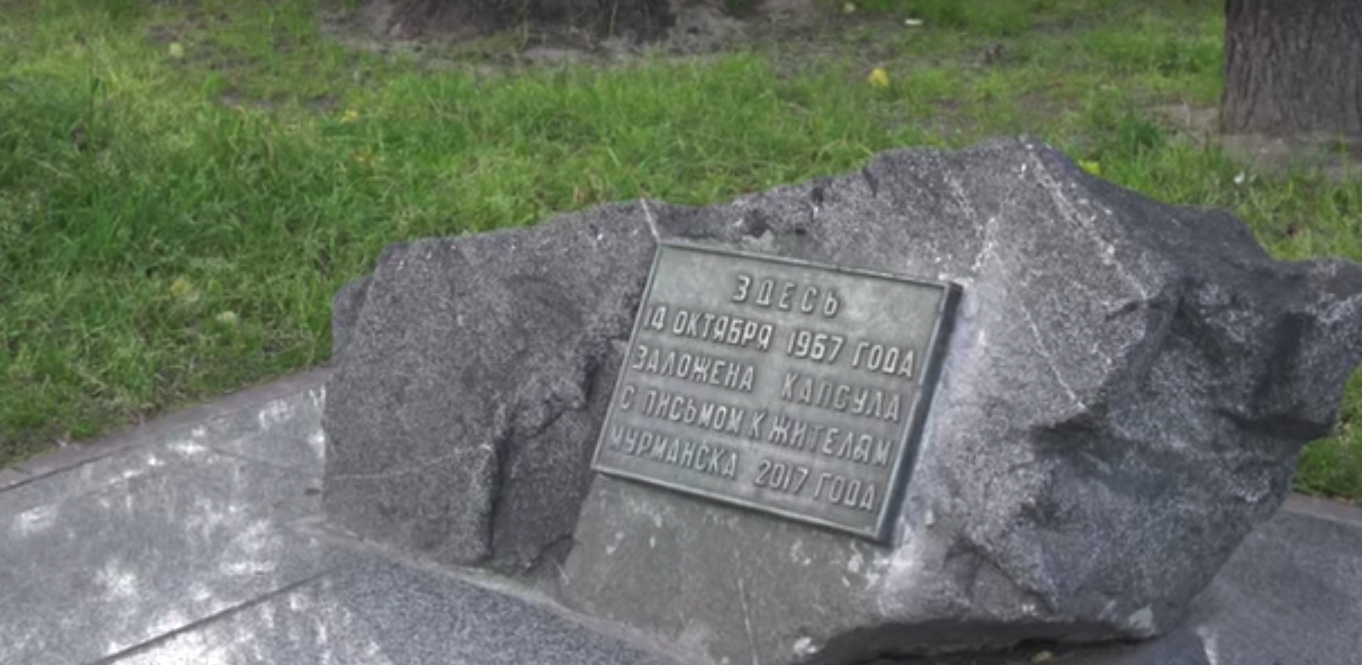 ЗДЕСЬ
14 ОКТЯБРЯ 1967 ГОДА
ЗАЛОЖЕНА КАПСУЛА
С ПИСЬМОМ К ЖИТЕЛЯМ
МУРМАНСКА 2017 ГОДА